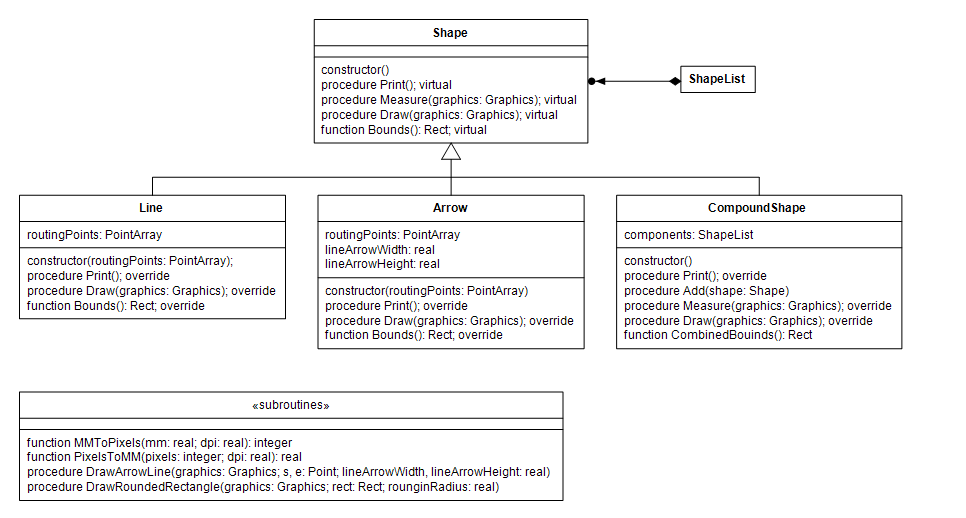 Shape
constructor()
procedure Print(); virtual
procedure Measure(graphics: Graphics); virtual
procedure Draw(graphics: Graphics); virtual
function Bounds(): Rect; virtual
ShapeList
Line
routingPoints: PointArray
constructor(routingPoints: PointArray);
procedure Print(); override
procedure Draw(graphics: Graphics); override
function Bounds(): Rect; override
Arrow
routingPoints: PointArray
lineArrowWidth: real
lineArrowHeight: real
constructor(routingPoints: PointArray)
procedure Print(); override
procedure Draw(graphics: Graphics); override
function Bounds(): Rect; override
CompoundShape
components: ShapeList
constructor()
procedure Print(); override
procedure Add(shape: Shape)
procedure Measure(graphics: Graphics); override
procedure Draw(graphics: Graphics); override
function CombinedBouinds(): Rect
«subroutines»
function MMToPixels(mm: real; dpi: real): integer
function PixelsToMM(pixels: integer; dpi: real): real
procedure DrawArrowLine(graphics: Graphics; s, e: Point; lineArrowWidth, lineArrowHeight: real)
procedure DrawRoundedRectangle(graphics: Graphics; rect: Rect; rounginRadius: real)